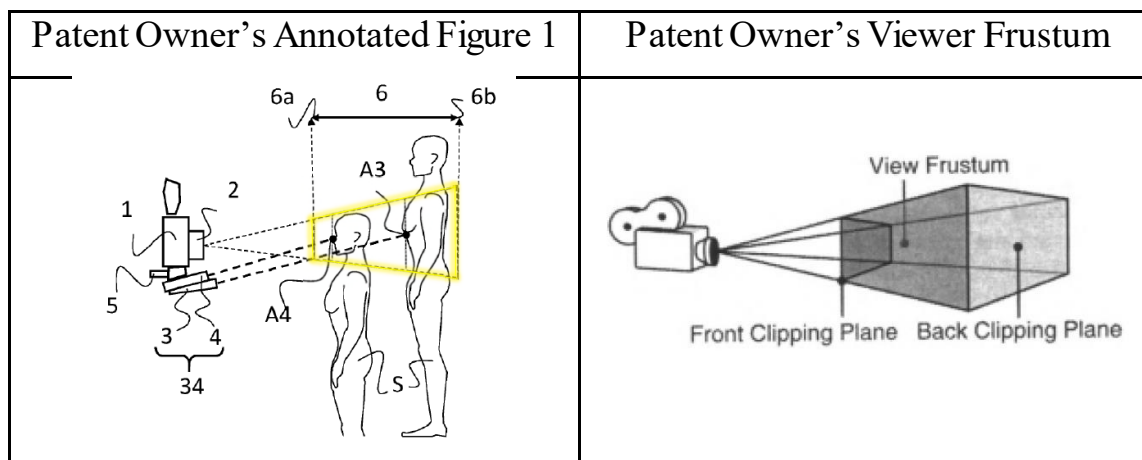 Patent Owner's Annotated Figure 1
Patent Owner's Viewer Frustum
6a 6 6b
A3
2
1
5
A4
3 4
S
34
View Frustum
Front Clipping Plane
Back Clipping Plane